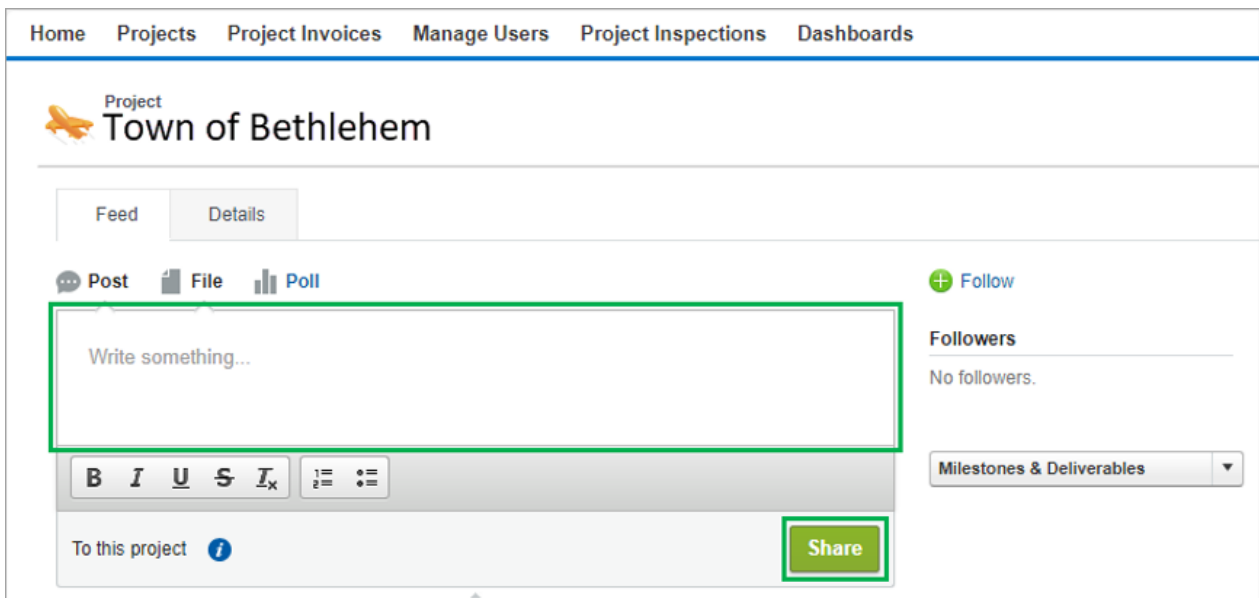 Home Projects Project Invoices Manage Users Project Inspections Dashboards
Project
Town of Bethlehem
Feed Details
Post File Poll
Follow
Write something...
Followers
No followers.
B I U S Ix
Milestones & Deliverables
To this project i
Share